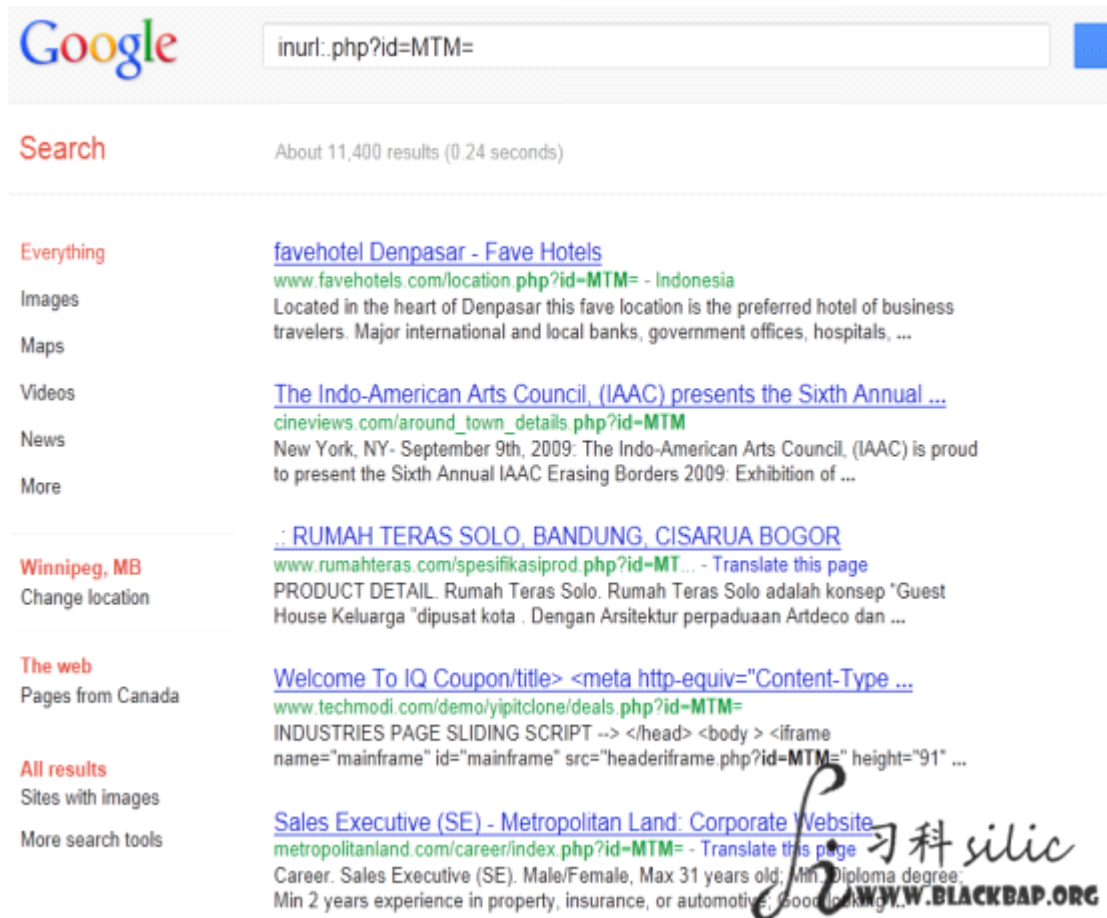 Google
inurl:.php?id=MTM=
Search
About 11,400 results (0.24 seconds)
Everything
Images
Maps
Videos
News
More
Winnipeg, MB
Change location
The web
Pages from Canada
All results
Sites with images
More search tools
favehotel Denpasar - Fave Hotels
www.favehotels.com/location.php?id=MTM= - Indonesia
Located in the heart of Denpasar this fave location is the preferred hotel of business
travelers. Major international and local banks, government offices, hospitals, ...
The Indo-American Arts Council, (IAAC) presents the Sixth Annual ...
cineviews.com/around_town_details.php?id=MTM
New York, NY- September 9th, 2009: The Indo-American Arts Council, (IAAC) is proud
to present the Sixth Annual IAAC Erasing Borders 2009: Exhibition of ...
.: RUMAH TERAS SOLO, BANDUNG, CISARUA BOGOR
www.rumahteras.com/spesifikasiprod.php?id=MT... - Translate this page
PRODUCT DETAIL. Rumah Teras Solo. Rumah Teras Solo adalah konsep "Guest
House Keluarga "dipusat kota . Dengan Arsitektur perpaduaan Artdeco dan ...
Welcome To IQ Coupon/title> <meta http-equiv="Content-Type ...
www.techmodi.com/demo/yipitclone/deals.php?id=MTM=
INDUSTRIES PAGE SLIDING SCRIPT --> </head> <body > <iframe
name="mainframe" id="mainframe" src="headeriframe.php?id=MTM=" height="91" ...
Sales Executive (SE) - Metropolitan Land: Corporate Website
metropolitanland.com/career/index.php?id=MTM= - Translate this page
Career. Sales Executive (SE). Male/Female, Max 31 years old; Min. Diploma degree;
Min 2 years experience in property, insurance, or automotive; Good looking ...
习科 silic
WWW.BLACKBAP.ORG